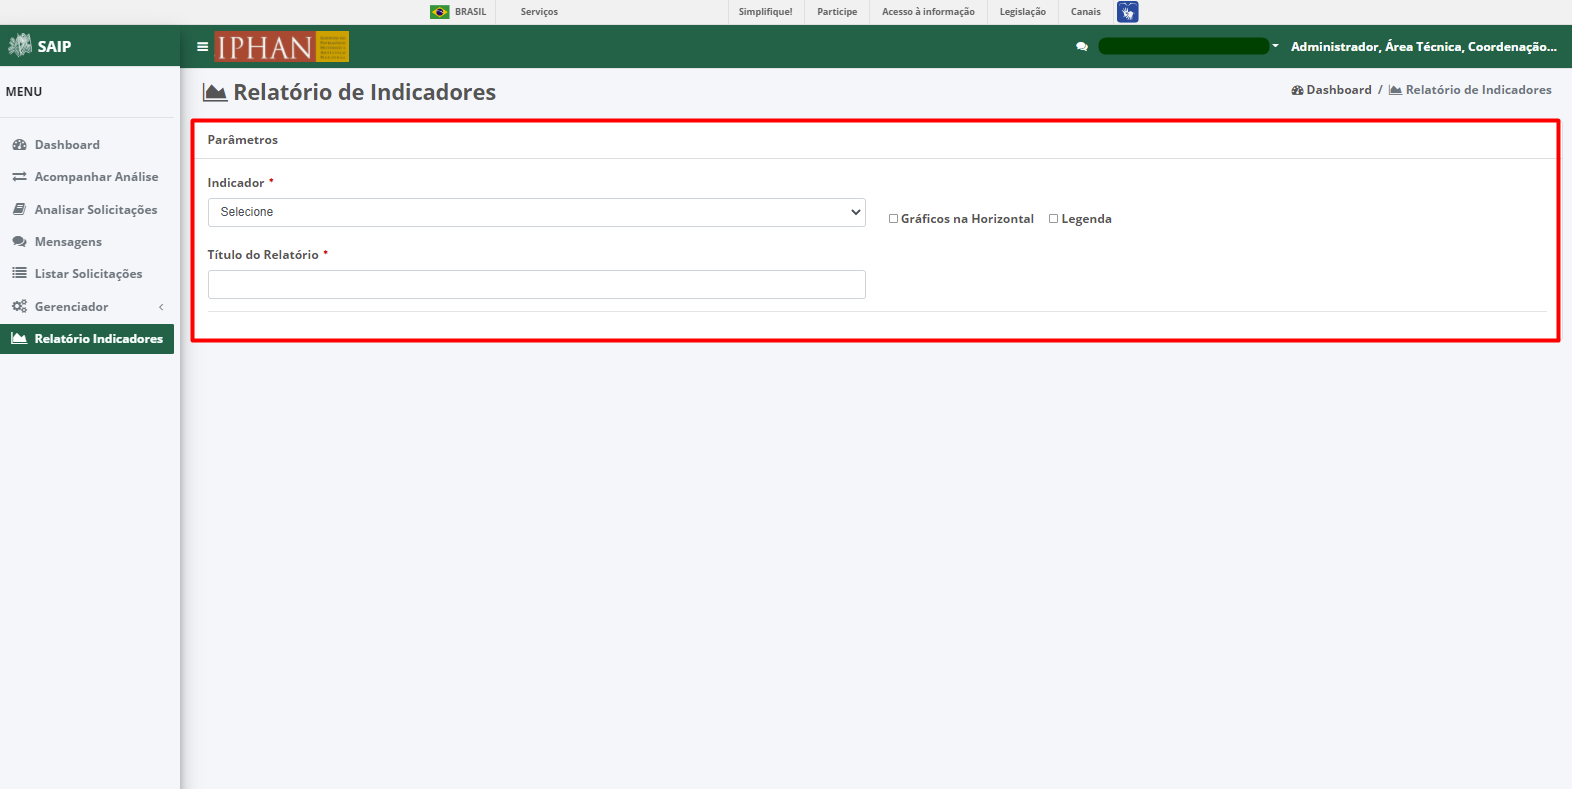 BRASIL Serviços Simplifique! Participe Acesso à informação Legislação Canais
SAIP
IPHAN
Administrador, Área Técnica, Coordenação...
MENU
Relatório de Indicadores
Dashboard / Relatório de Indicadores
Dashboard
Acompanhar Análise
Analisar Solicitações
Mensagens
Listar Solicitações
Gerenciador
Relatório Indicadores
Parâmetros
Indicador *
Selecione
Gráficos na Horizontal Legenda
Título do Relatório *